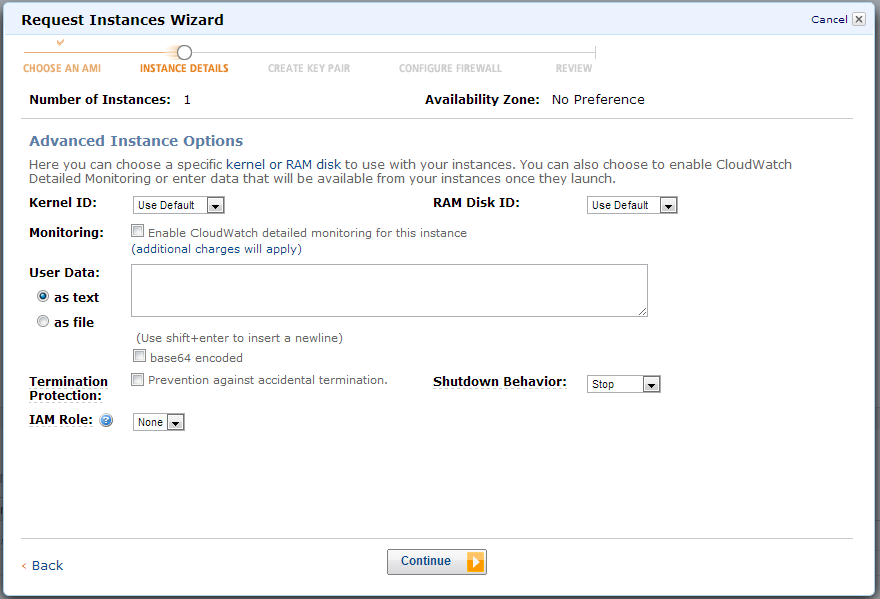 Request Instances Wizard
Cancel
CHOOSE AN AMI INSTANCE DETAILS CREATE KEY PAIR CONFIGURE FIREWALL REVIEW
Number of Instances: 1 Availability Zone: No Preference
Advanced Instance Options
Here you can choose a specific kernel or RAM disk to use with your instances. You can also choose to enable CloudWatch
Detailed Monitoring or enter data that will be available from your instances once they launch.
Kernel ID: Use Default RAM Disk ID: Use Default
Monitoring: Enable CloudWatch detailed monitoring for this instance
(additional charges will apply)
User Data:
as text
as file
(Use shift+enter to insert a newline)
base64 encoded
Termination Prevention against accidental termination. Shutdown Behavior: Stop
Protection:
IAM Role: ? None
‹ Back Continue